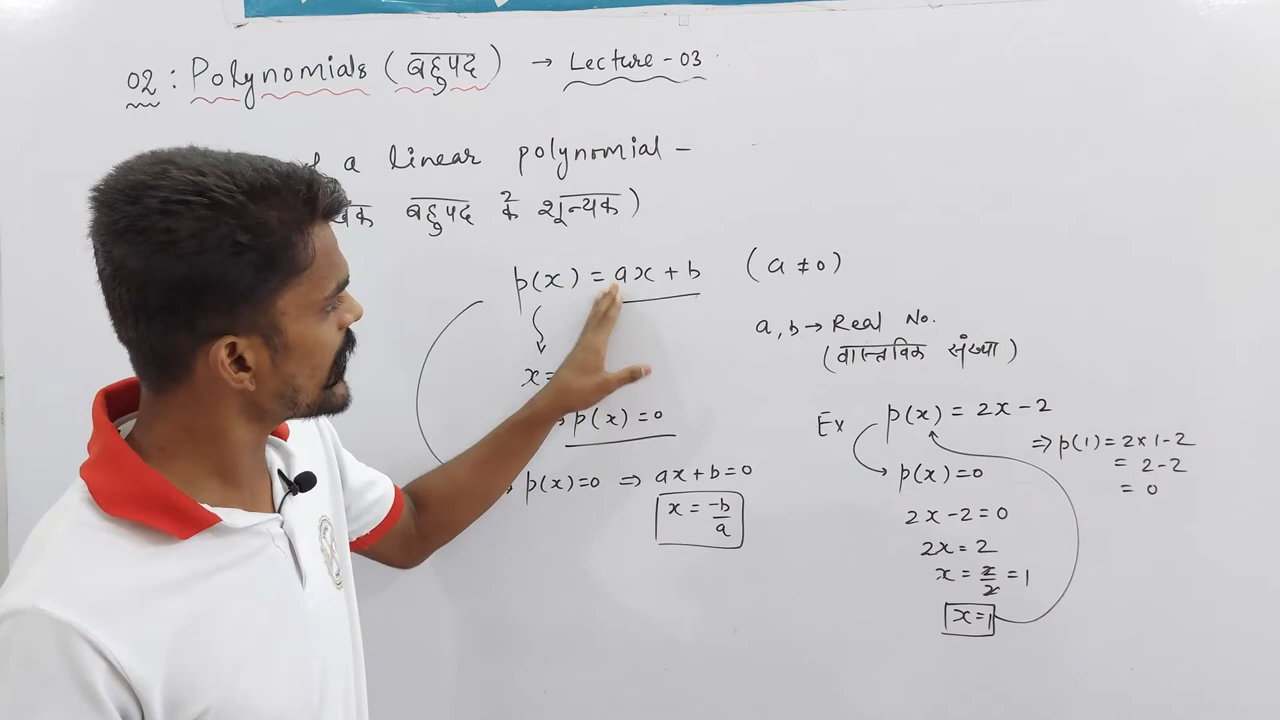 02 : Polynomials (बहुपद) → Lecture - 03
a linear polynomial –
बहुपद के शून्यक)
p(x) = ax + b (a ≠ 0)
x =
p(x) = 0
p(x) = 0 ⇒ ax + b = 0
x = -b/a
a, b → Real No.
(वास्तविक संख्या)
Ex p(x) = 2x - 2
p(x) = 0
2x - 2 = 0
2x = 2
x = 2/2 = 1
x = 1
⇒ p(1) = 2 × 1 - 2
= 2 - 2
= 0